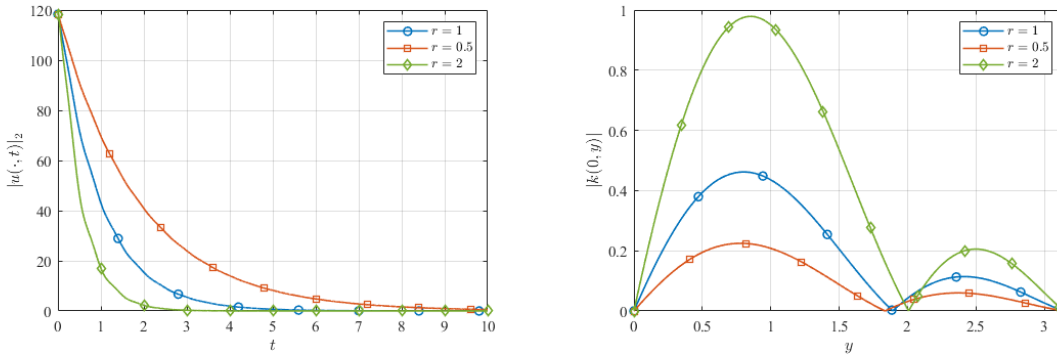 120
100
80
60
40
20
0
0 1 2 3 4 5 6 7 8 9 10
|u(·,t)|₂
t
r = 1
r = 0.5
r = 2
1
0.8
0.6
0.4
0.2
0
0 0.5 1 1.5 2 2.5 3
|k(0, y)|
y
r = 1
r = 0.5
r = 2